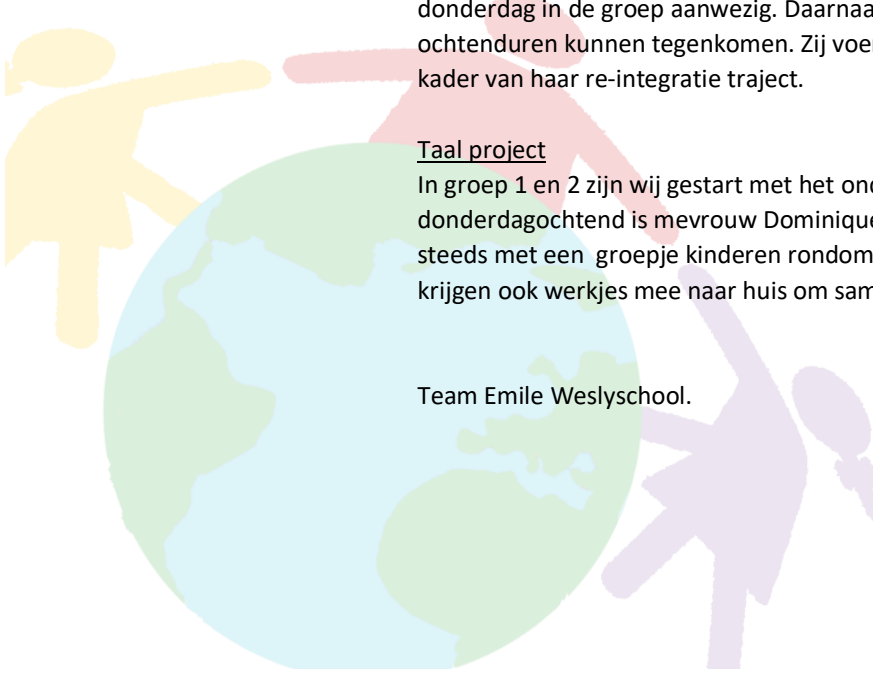 donderdag in de groep aanwezig. Daarnaa
ochtenduren kunnen tegenkomen. Zij voer
kader van haar re-integratie traject.
Taal project
In groep 1 en 2 zijn wij gestart met het ond
donderdagochtend is mevrouw Dominique
steeds met een groepje kinderen rondom
krijgen ook werkjes mee naar huis om sam
Team Emile Weslyschool.